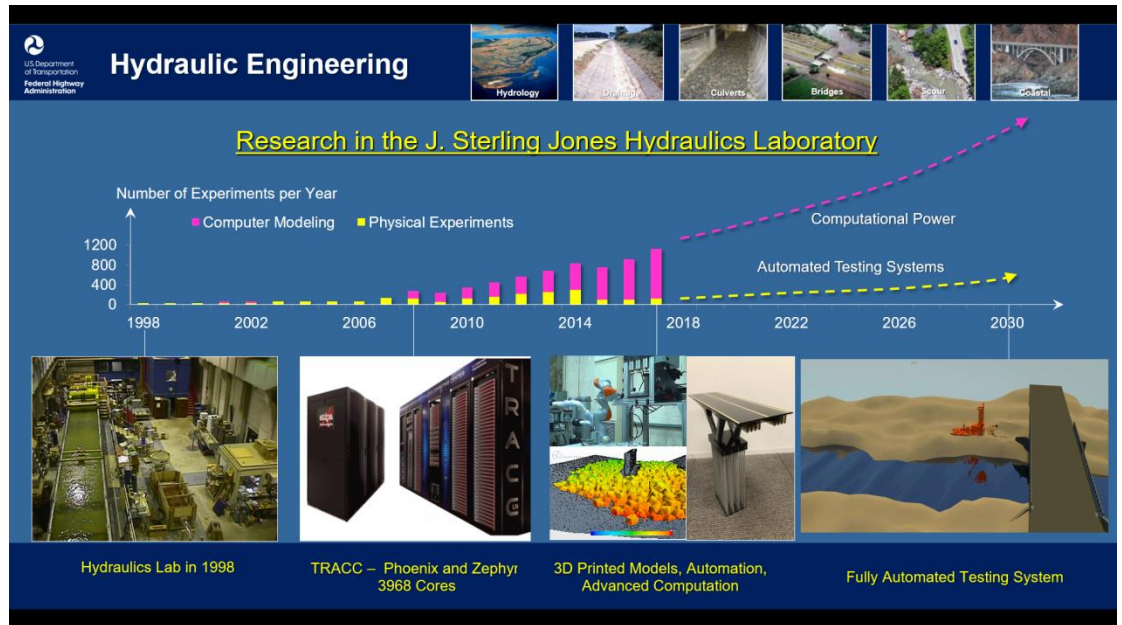 U.S. Department
of Transportation
Federal Highway
Administration
Hydraulic Engineering
Hydrology
Drainage
Culverts
Bridges
Scour
Coastal
Research in the J. Sterling Jones Hydraulics Laboratory
Number of Experiments per Year
Computer Modeling
Physical Experiments
Computational Power
Automated Testing Systems
1200
800
400
0
1998
2002
2006
2010
2014
2018
2022
2026
2030
TRACC
Hydraulics Lab in 1998
TRACC – Phoenix and Zephyr
3968 Cores
3D Printed Models, Automation,
Advanced Computation
Fully Automated Testing System